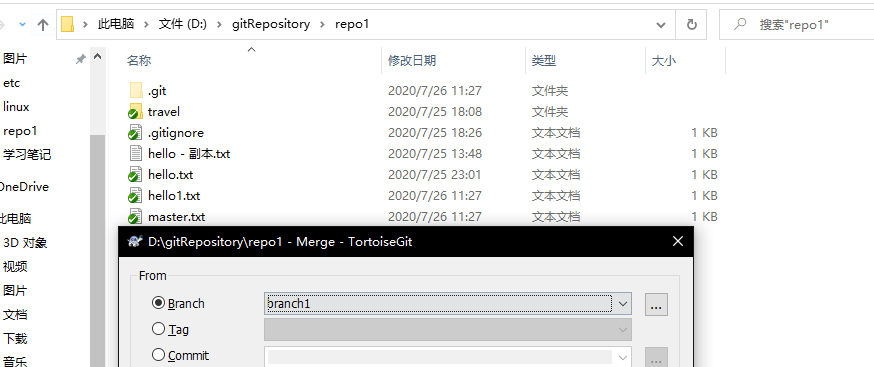 此电脑 文件 (D:) gitRepository repo1 搜索"repo1"
图片
etc
linux
repo1
学习笔记
OneDrive
此电脑
3D 对象
视频
图片
文档
下载
音乐
名称 修改日期 类型 大小
.git 2020/7/26 11:27 文件夹
travel 2020/7/25 18:08 文件夹
.gitignore 2020/7/25 18:26 文本文档 1 KB
hello - 副本.txt 2020/7/25 13:48 文本文档 1 KB
hello.txt 2020/7/25 23:01 文本文档 1 KB
hello1.txt 2020/7/26 11:27 文本文档 1 KB
master.txt 2020/7/26 11:27 文本文档 1 KB
D:\gitRepository\repo1 - Merge - TortoiseGit
From
Branch branch1 ...
Tag
Commit ...